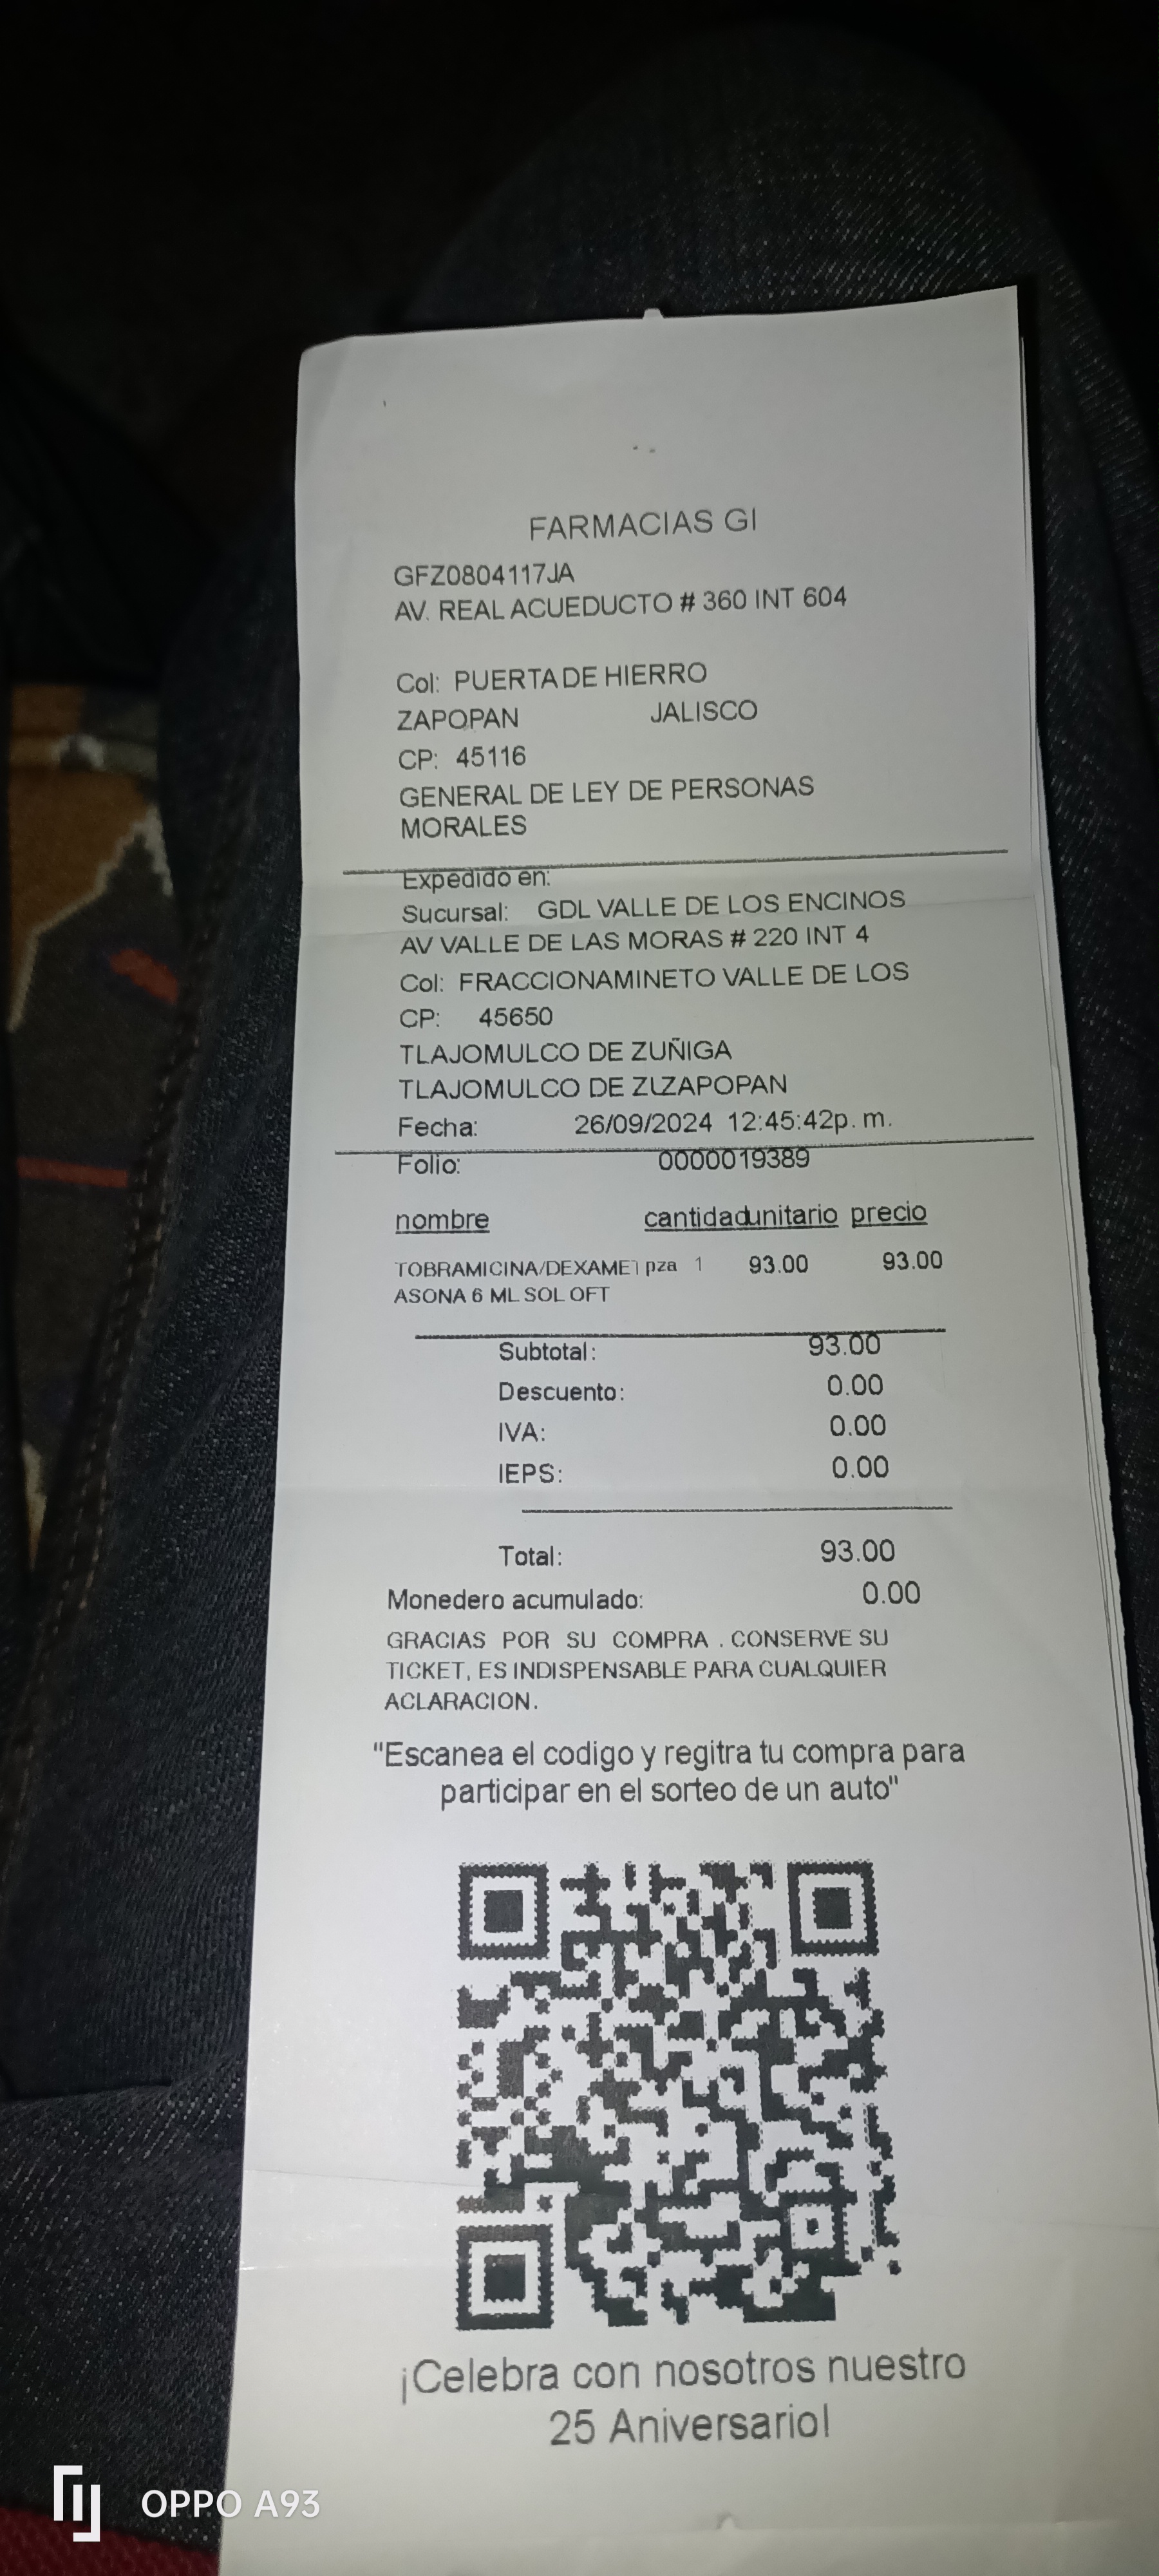 FARMACIAS GI
GFZ0804117JA
AV. REAL ACUEDUCTO # 360 INT 604
Col: PUERTA DE HIERRO
ZAPOPAN JALISCO
CP: 45116
GENERAL DE LEY DE PERSONAS
MORALES
Expedido en:
Sucursal: GDL VALLE DE LOS ENCINOS
AV VALLE DE LAS MORAS # 220 INT 4
Col: FRACCIONAMINETO VALLE DE LOS
CP: 45650
TLAJOMULCO DE ZUÑIGA
TLAJOMULCO DE ZUZAPOPAN
Fecha: 26/09/2024 12:45:42p. m.
Folio: 0000019389
nombre cantidad unitario precio
TOBRAMICINA/DEXAMET pza 1 93.00 93.00
ASONA 6 ML SOL OFT
Subtotal: 93.00
Descuento: 0.00
IVA: 0.00
IEPS: 0.00
Total: 93.00
Monedero acumulado: 0.00
GRACIAS POR SU COMPRA . CONSERVE SU
TICKET, ES INDISPENSABLE PARA CUALQUIER
ACLARACION.
"Escanea el codigo y regitra tu compra para
participar en el sorteo de un auto"
¡Celebra con nosotros nuestro
25 Aniversario!
OPPO A93